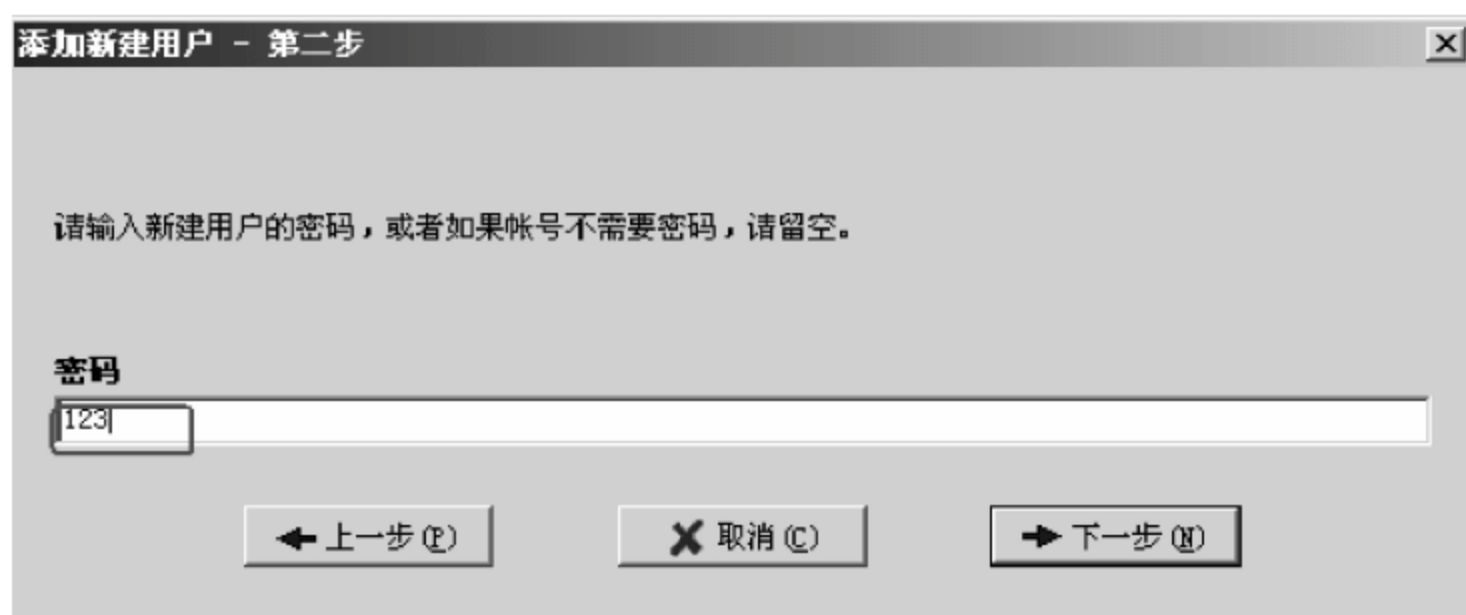 添加新建用户 - 第二步
请输入新建用户的密码，或者如果帐号不需要密码，请留空。
密码
123
上一步(P) 取消(C) 下一步(N)